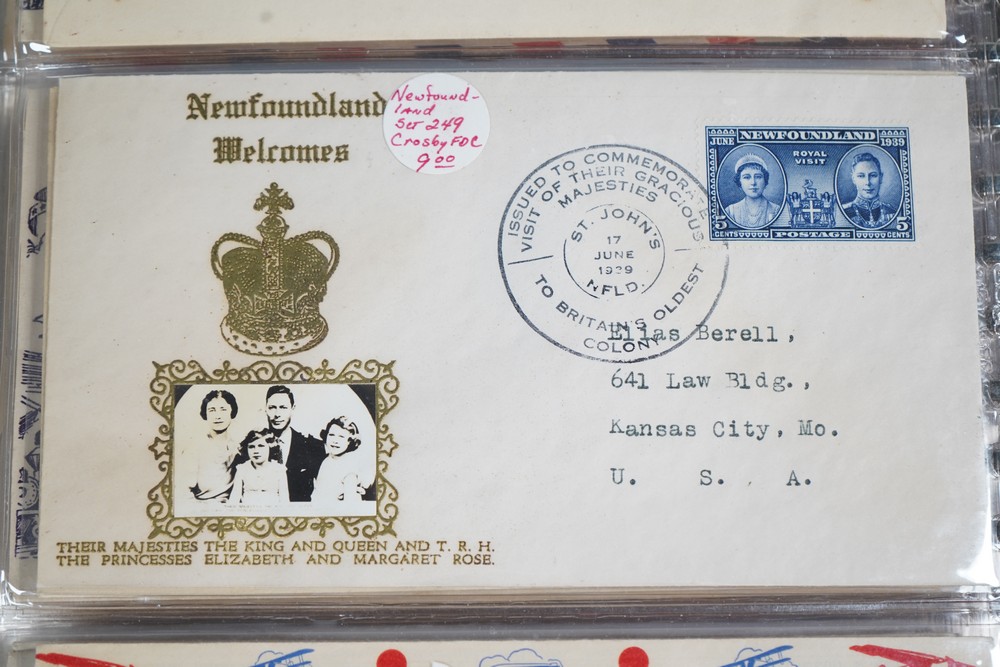 Newfoundland
Welcomes
Newfound-
land
Set 249
Crosby FDC
9.00
ISSUED TO COMMEMORATE
VISIT OF THEIR GRACIOUS
MAJESTIES
ST. JOHN'S
17
JUNE
1939
NFLD.
TO BRITAIN'S OLDEST
COLONY
JUNE NEWFOUNDLAND 1939
ROYAL
VISIT
5 CENTS POSTAGE 5 CENTS
Elias Berell,
641 Law Bldg.,
Kansas City, Mo.
U. S. A.
THEIR MAJESTIES THE KING AND QUEEN AND T. R. H.
THE PRINCESSES ELIZABETH AND MARGARET ROSE.